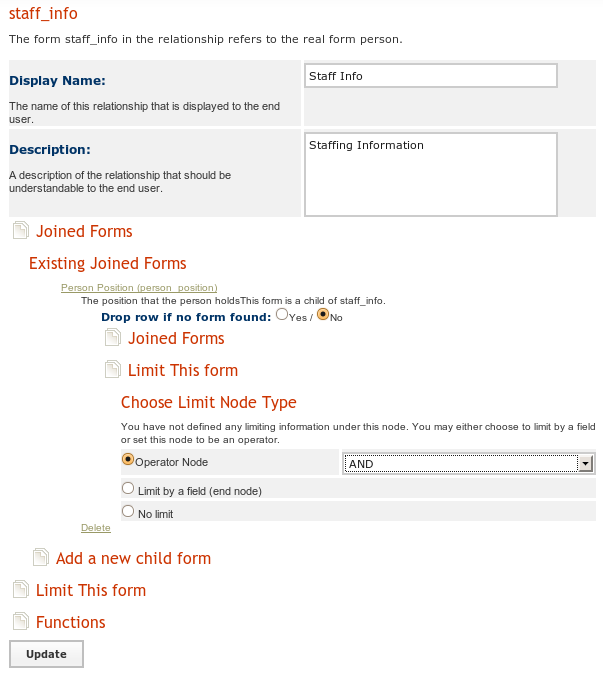 staff_info
The form staff_info in the relationship refers to the real form person.
Display Name:
Staff Info
The name of this relationship that is displayed to the end
user.
Description:
Staffing Information
A description of the relationship that should be
understandable to the end user.
Joined Forms
Existing Joined Forms
Person Position (person_position)
The position that the person holdsThis form is a child of staff_info.
Drop row if no form found: Yes / No
Joined Forms
Limit This form
Choose Limit Node Type
You have not defined any limiting information under this node. You may either choose to limit by a field
or set this node to be an operator.
Operator Node AND
Limit by a field (end node)
No limit
Delete
Add a new child form
Limit This form
Functions
Update